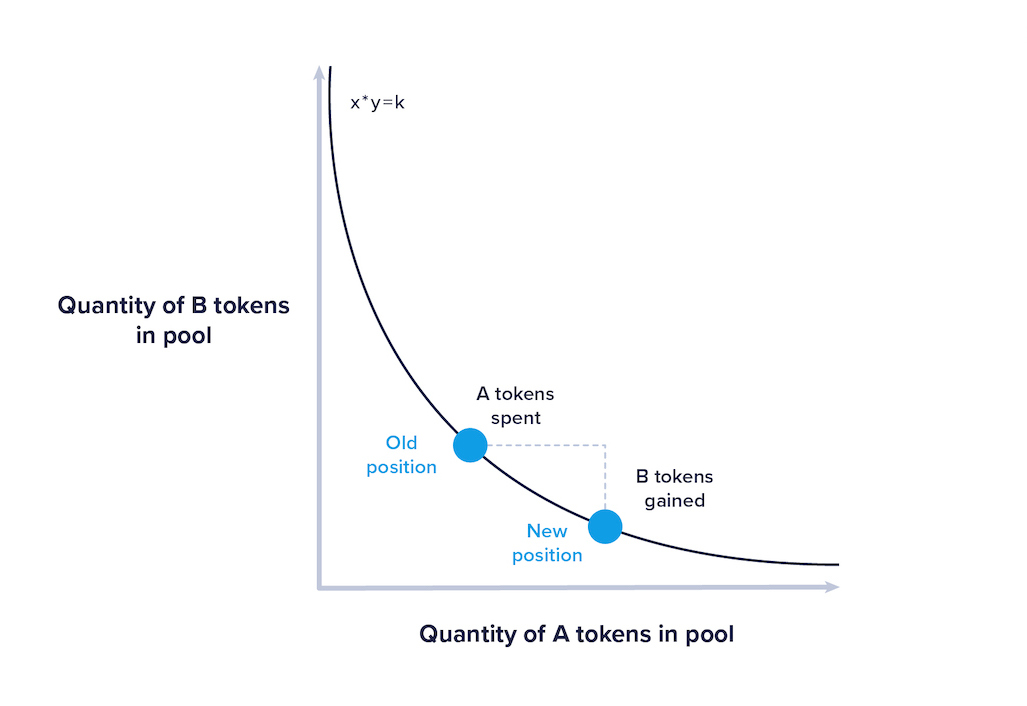 x*y=k
Quantity of B tokens
in pool
A tokens
spent
Old
position
B tokens
gained
New
position
Quantity of A tokens in pool